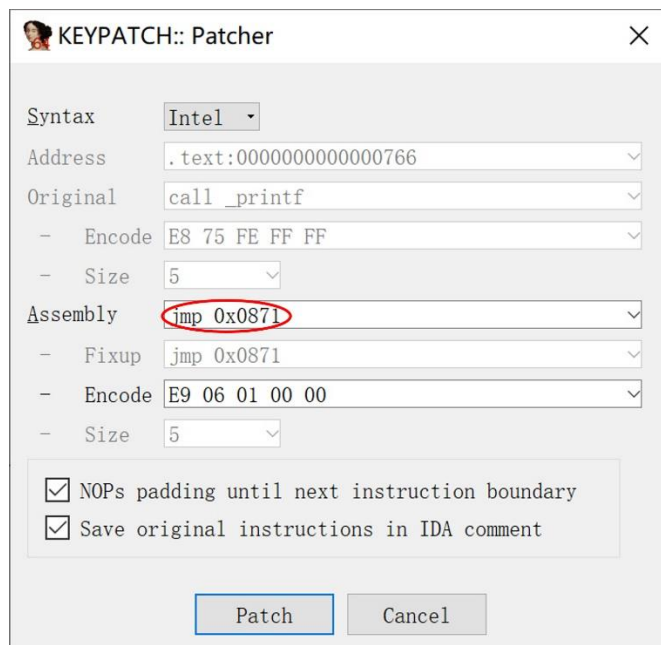 KEYPATCH:: Patcher
Syntax Intel
Address .text:0000000000000766
Original call _printf
- Encode E8 75 FE FF FF
- Size 5
Assembly jmp 0x0871
- Fixup jmp 0x0871
- Encode E9 06 01 00 00
- Size 5
NOPs padding until next instruction boundary
Save original instructions in IDA comment
Patch Cancel